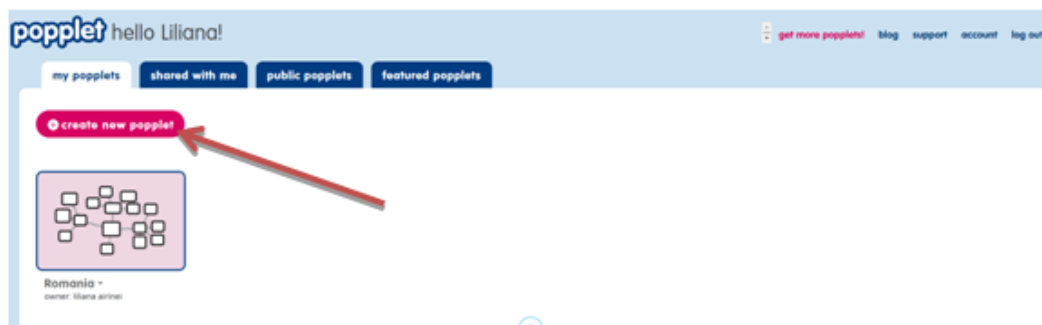 popplet hello Liliana!
get more popplets! blog support account log out
my popplets shared with me public popplets featured popplets
create new popplet
Romania
owner: liliana airinei